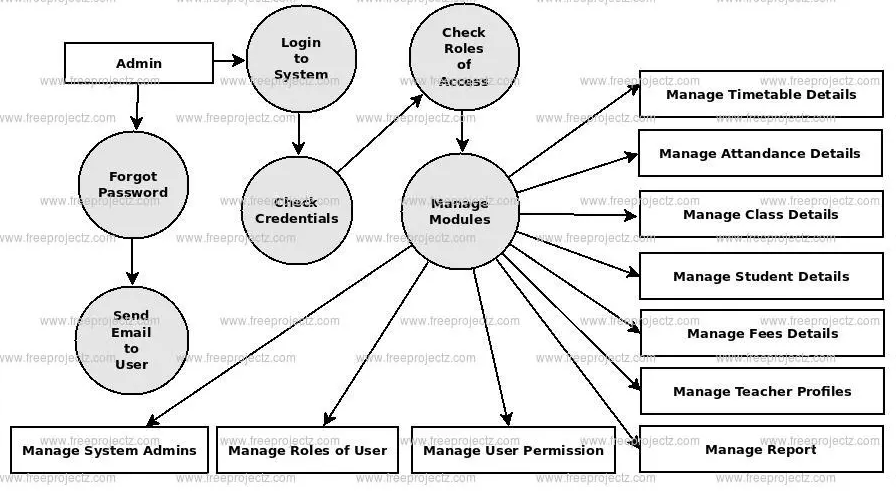 Admin
Login
to
System
Check
Roles
of
Access
Manage Timetable Details
Manage Attandance Details
Forgot
Password
Check
Credentials
Manage
Modules
Manage Class Details
Manage Student Details
Send
Email
to
User
Manage Fees Details
Manage Teacher Profiles
Manage System Admins
Manage Roles of User
Manage User Permission
Manage Report
www.freeprojectz.com